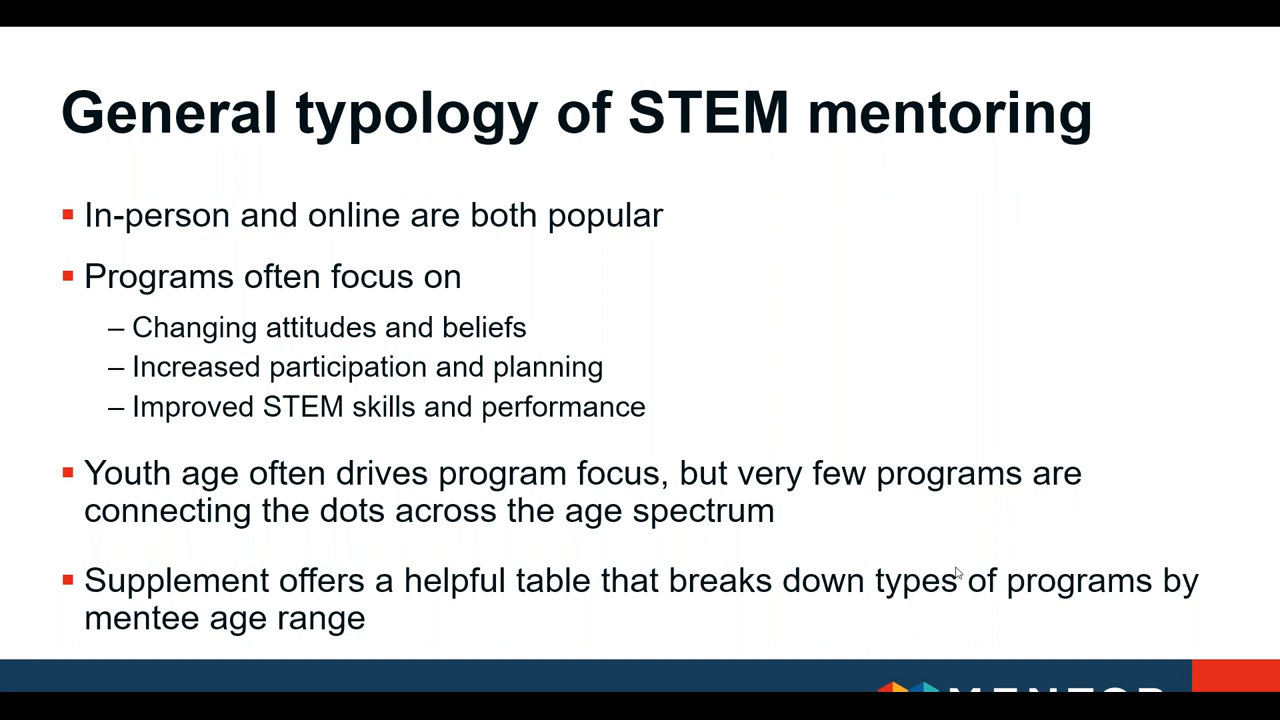 General typology of STEM mentoring
▪ In-person and online are both popular
▪ Programs often focus on
– Changing attitudes and beliefs
– Increased participation and planning
– Improved STEM skills and performance
▪ Youth age often drives program focus, but very few programs are
connecting the dots across the age spectrum
▪ Supplement offers a helpful table that breaks down types of programs by
mentee age range
MENTOR